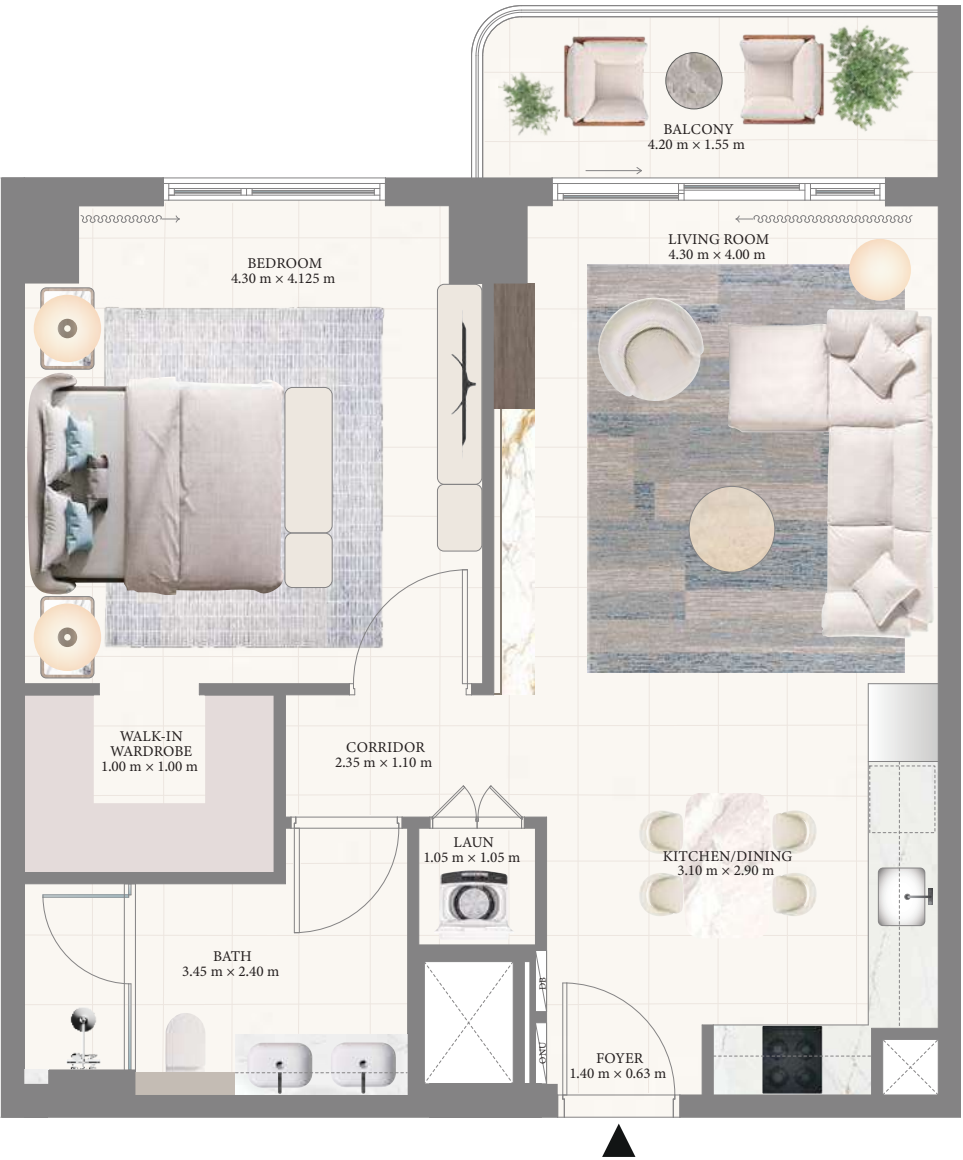 BALCONY
4.20 m × 1.55 m
LIVING ROOM
4.30 m × 4.00 m
BEDROOM
4.30 m × 4.125 m
WALK-IN
WARDROBE
1.00 m × 1.00 m
CORRIDOR
2.35 m × 1.10 m
LAUN
1.05 m × 1.05 m
KITCHEN/DINING
3.10 m × 2.90 m
BATH
3.45 m × 2.40 m
DB
ONU
FOYER
1.40 m × 0.63 m